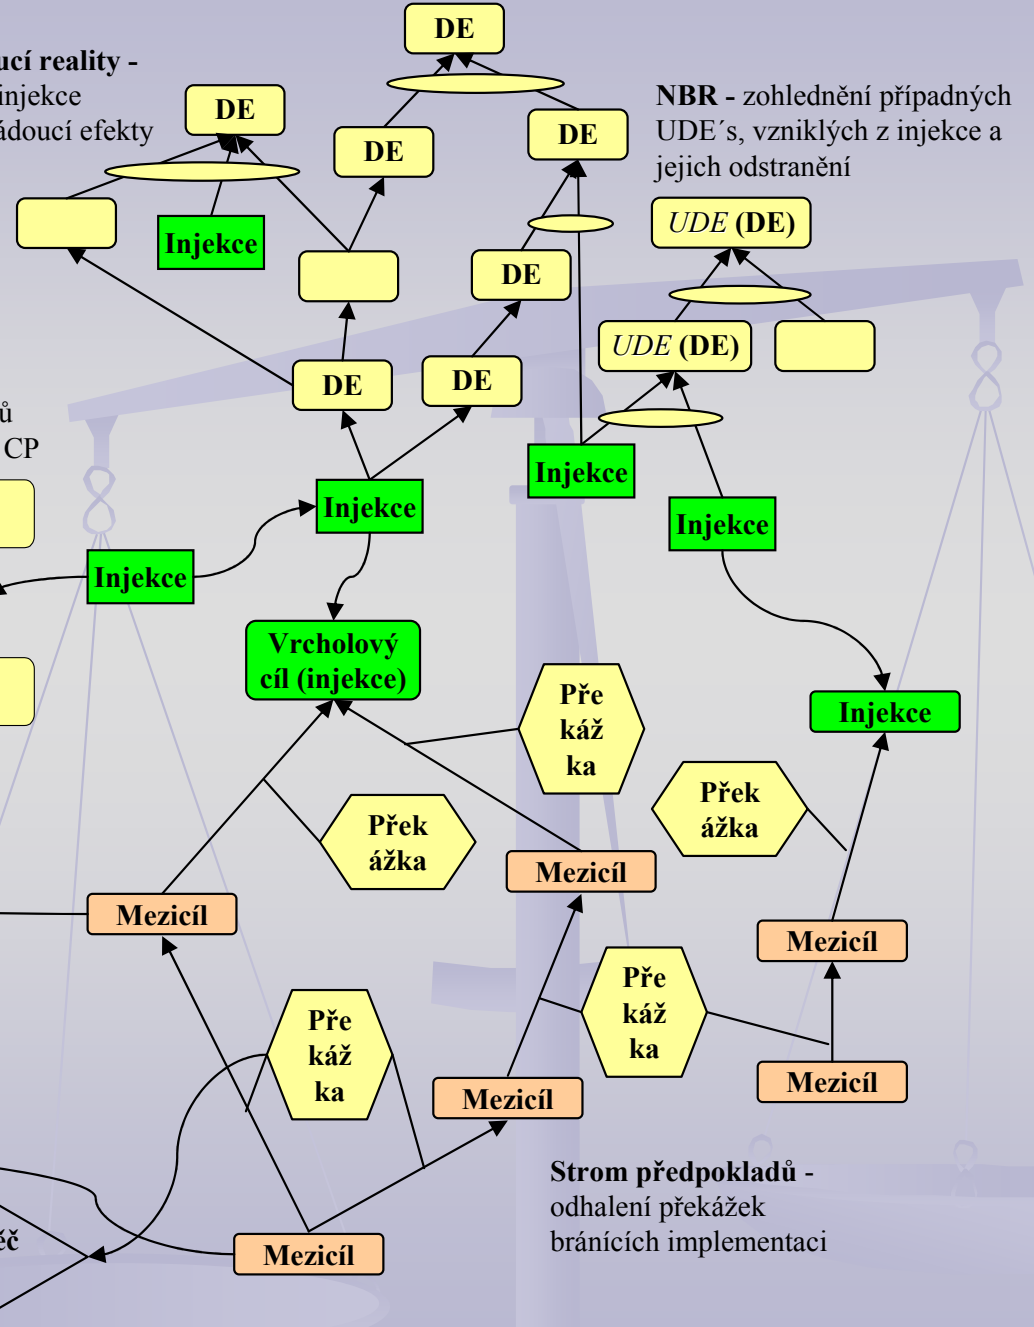 DE
ucí reality -
injekce
ádoucí efekty
DE
DE
DE
NBR - zohlednění případných
UDE´s, vzniklých z injekce a
jejich odstranění
Injekce
UDE (DE)
DE
UDE (DE)
DE
DE
ů
CP
Injekce
Injekce
Injekce
Injekce
Vrcholový
cíl (injekce)
Pře
káž
ka
Injekce
Přek
ážka
Přek
ážka
Mezicíl
Mezicíl
Mezicíl
Pře
káž
ka
Pře
káž
ka
Mezicíl
Mezicíl
Strom předpokladů -
odhalení překážek
bránících implementaci
ěč
Mezicíl